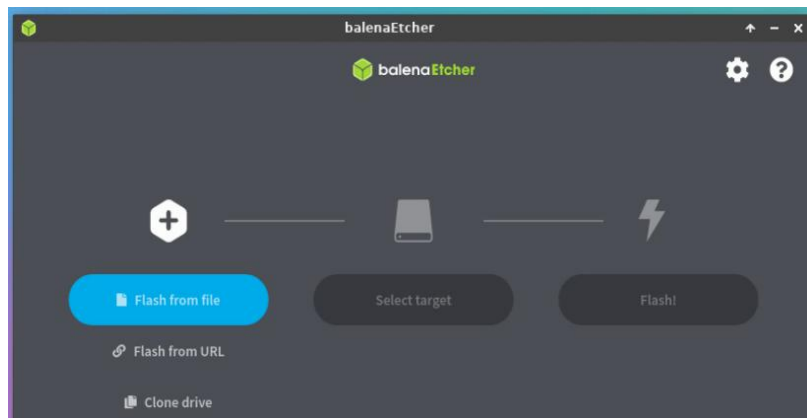 balenaEtcher
balenaEtcher
Flash from file
Select target
Flash!
Flash from URL
Clone drive